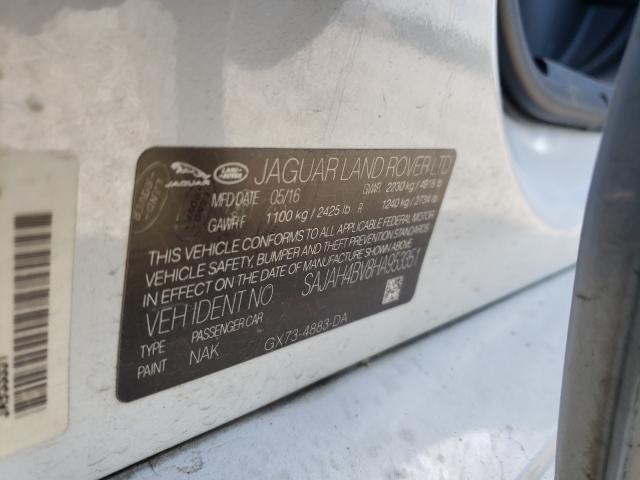 JAGUAR
LAND ROVER
JAGUAR LAND ROVER LTD
MFD DATE 05/16 GVWR 2230 kg / 4916 lb
GAWR F 1100 kg / 2425 lb R 1240 kg / 2734 lb
THIS VEHICLE CONFORMS TO ALL APPLICABLE FEDERAL MOTOR
VEHICLE SAFETY, BUMPER AND THEFT PREVENTION STANDARDS
IN EFFECT ON THE DATE OF MANUFACTURE SHOWN ABOVE.
VEH IDENT NO SAJAH4BV8HA953351
TYPE PASSENGER CAR
PAINT NAK GX73-4883-DA